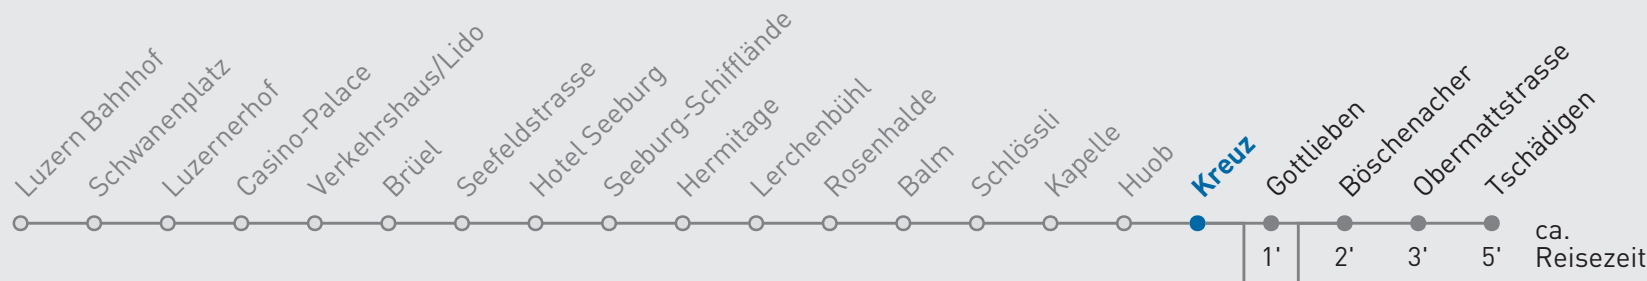 Luzern Bahnhof
Schwanenplatz
Luzernerhof
Casino-Palace
Verkehrshaus/Lido
Brüel
Seefeldstrasse
Hotel Seeburg
Seeburg-Schifflände
Hermitage
Lerchenbühl
Rosenhalde
Balm
Schlössli
Kapelle
Huob
Kreuz
Gottlieben
Böschenacher
Obermattstrasse
Tschädigen
1'
2'
3'
5'
ca.
Reisezeit